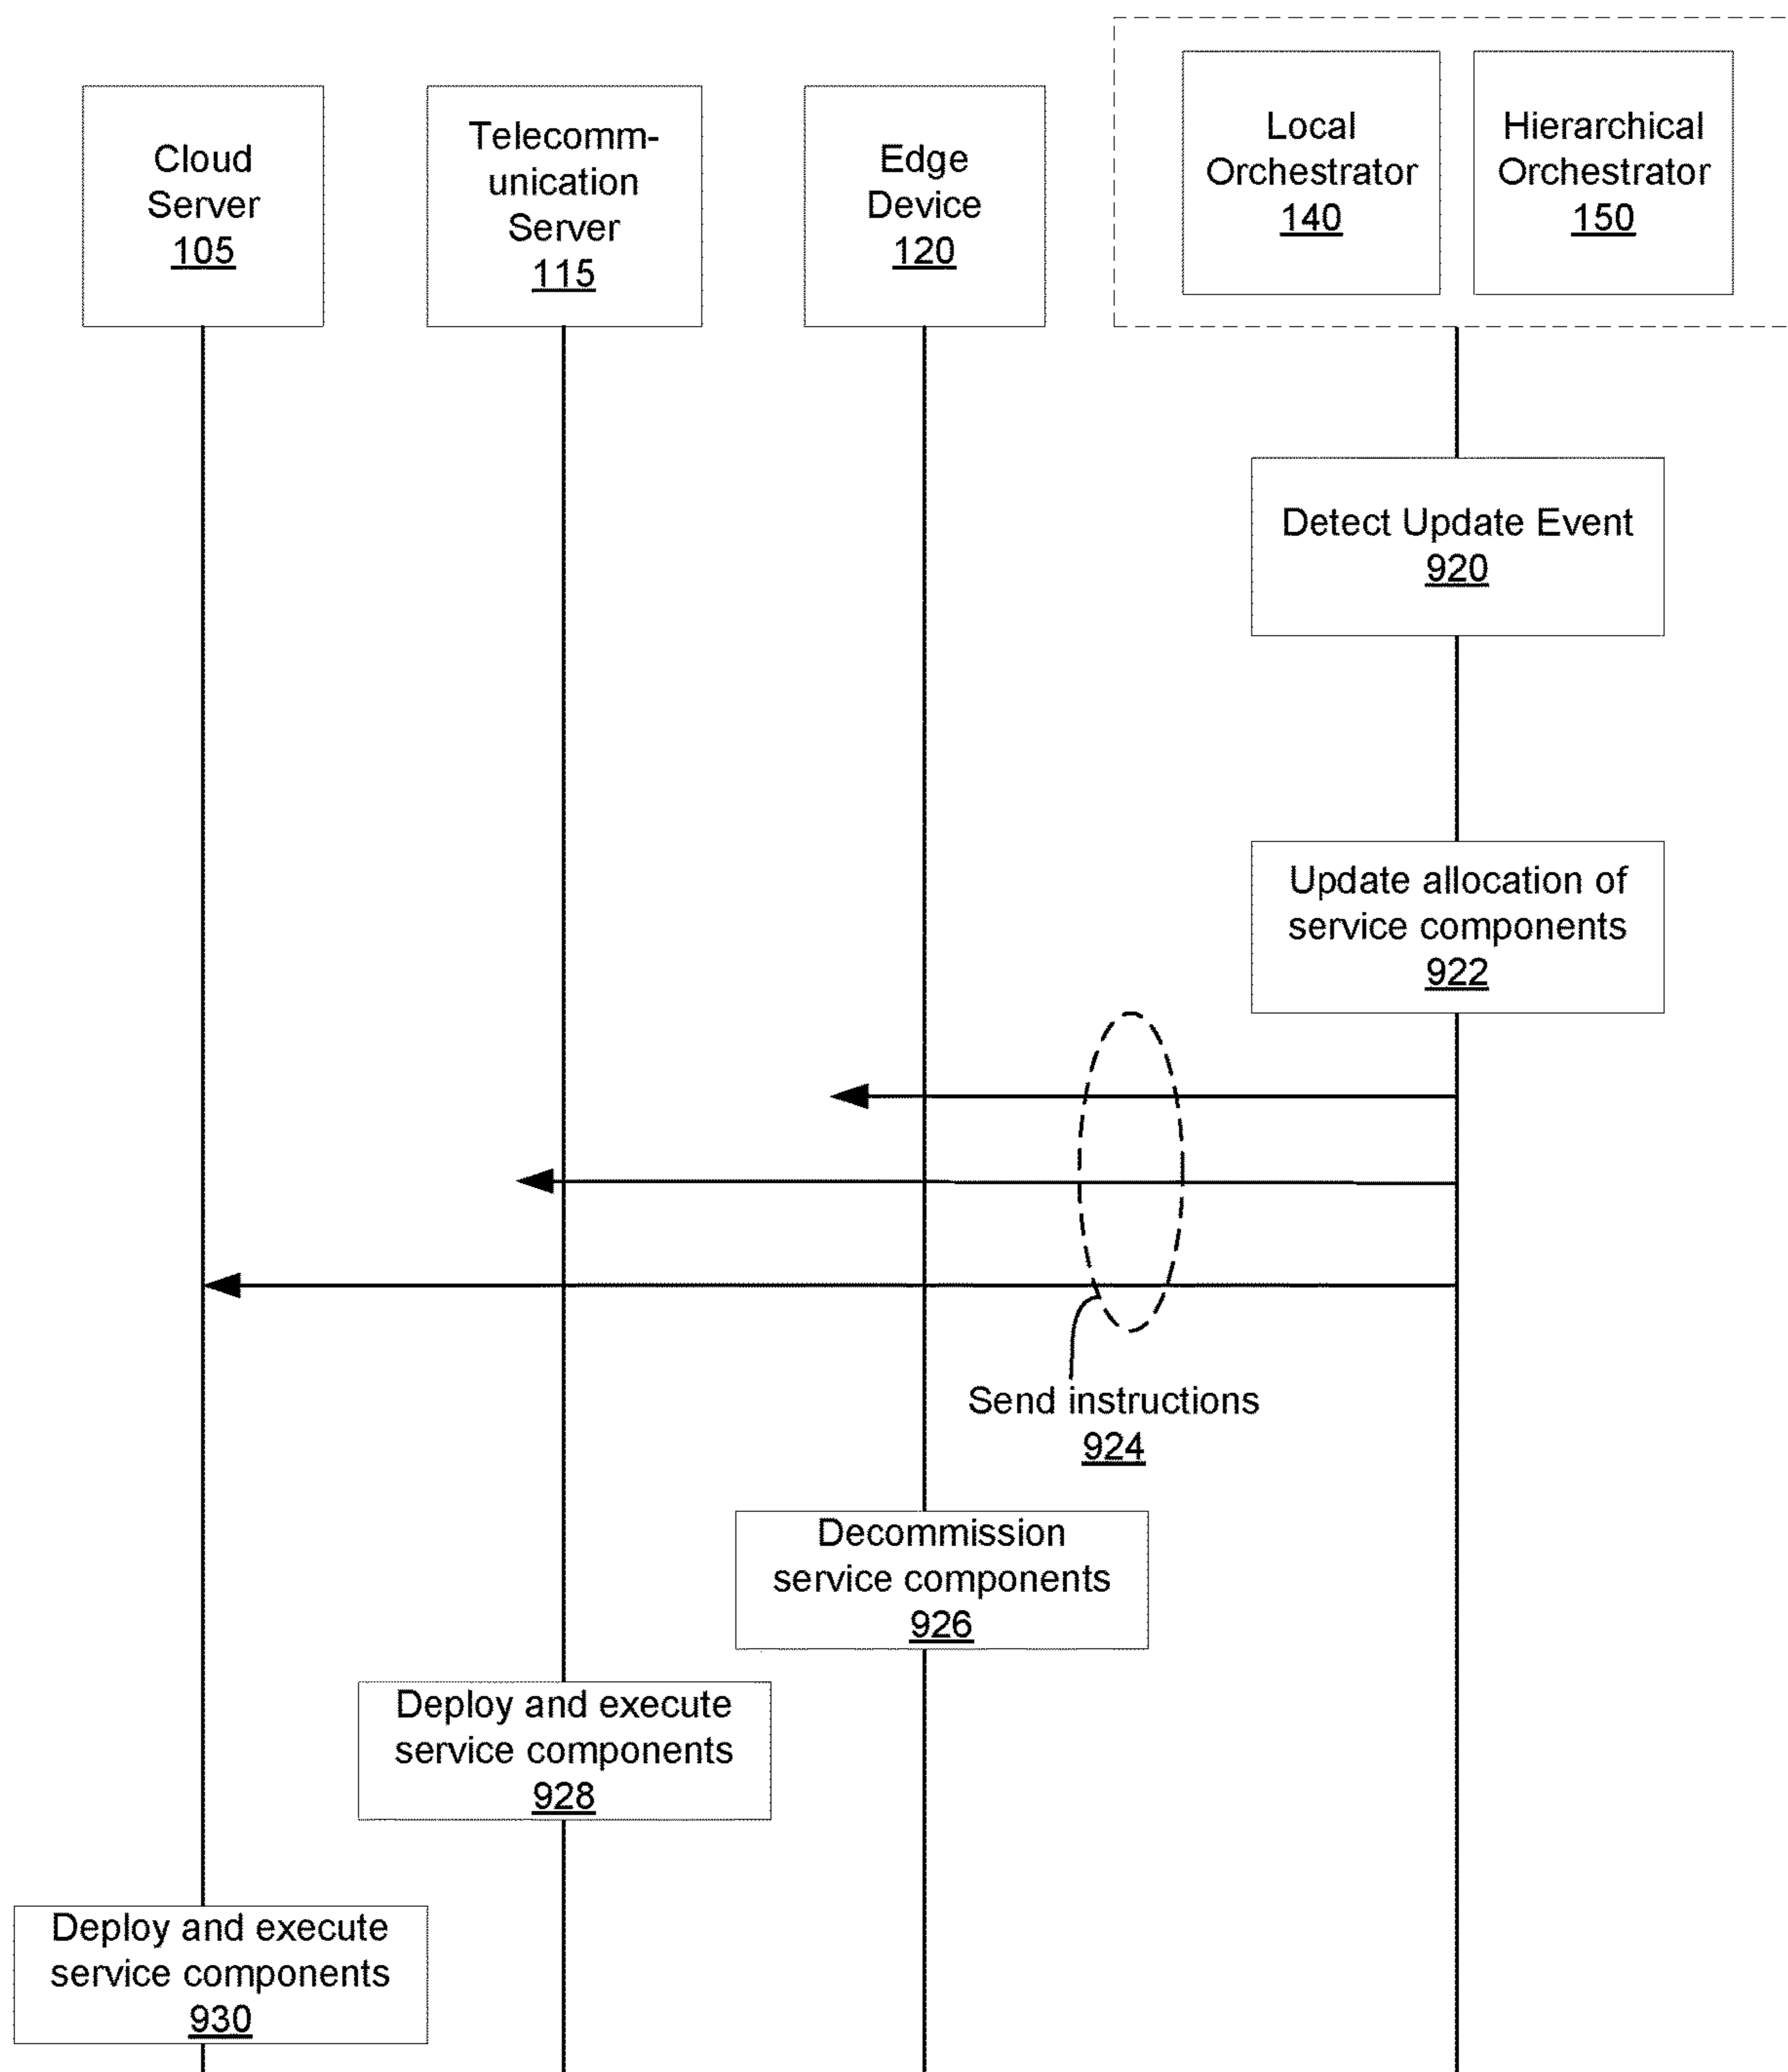 Cloud
Server
105
Telecomm-
unication
Server
115
Edge
Device
120
Local
Orchestrator
140
Hierarchical
Orchestrator
150
Detect Update Event
920
Update allocation of
service components
922
Send instructions
924
Decommission
service components
926
Deploy and execute
service components
928
Deploy and execute
service components
930